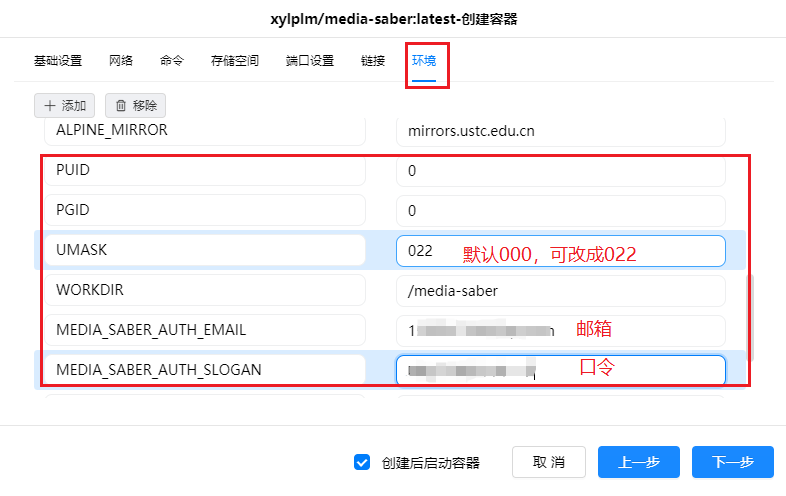 xylplm/media-saber:latest-创建容器
基础设置 网络 命令 存储空间 端口设置 链接 环境
添加 移除
ALPINE_MIRROR mirrors.ustc.edu.cn
PUID 0
PGID 0
UMASK 022 默认000，可改成022
WORKDIR /media-saber
MEDIA_SABER_AUTH_EMAIL 邮箱
MEDIA_SABER_AUTH_SLOGAN 口令
创建后启动容器 取 消 上一步 下一步